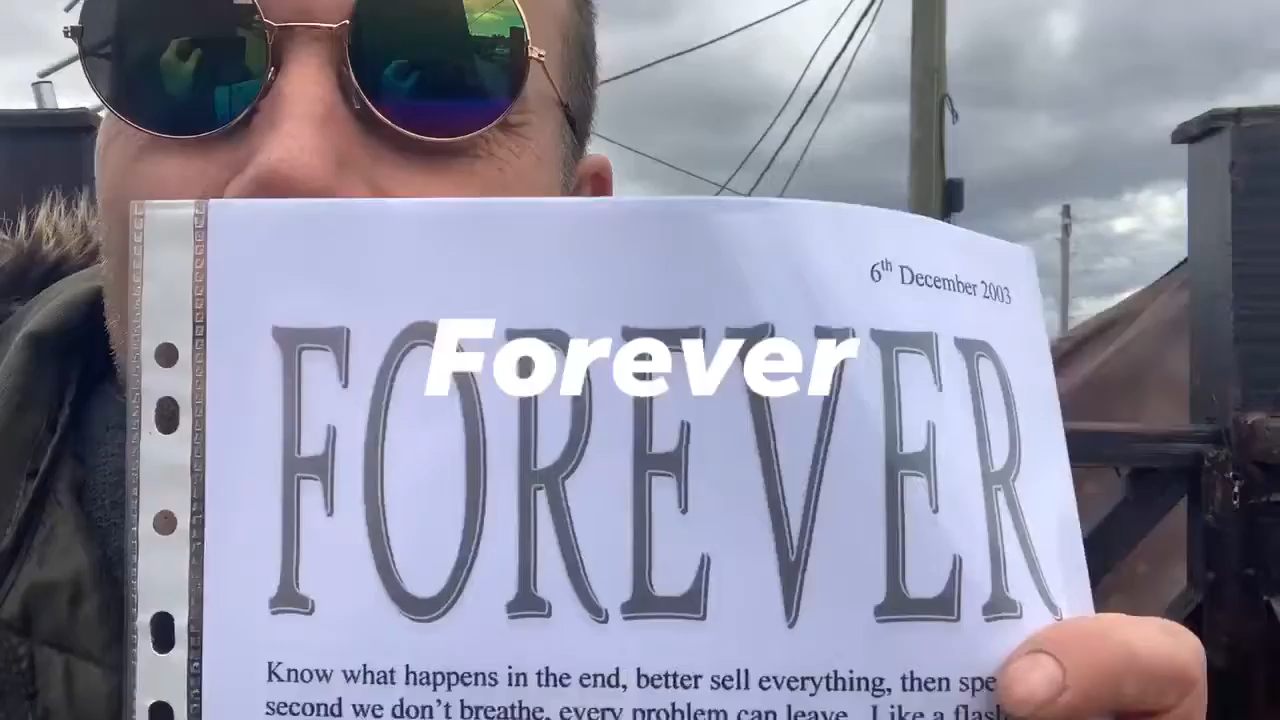 6th December 2003
FOREVER
Forever
Know what happens in the end, better sell everything, then spe
second we don't breathe, every problem can leave. Like a flash